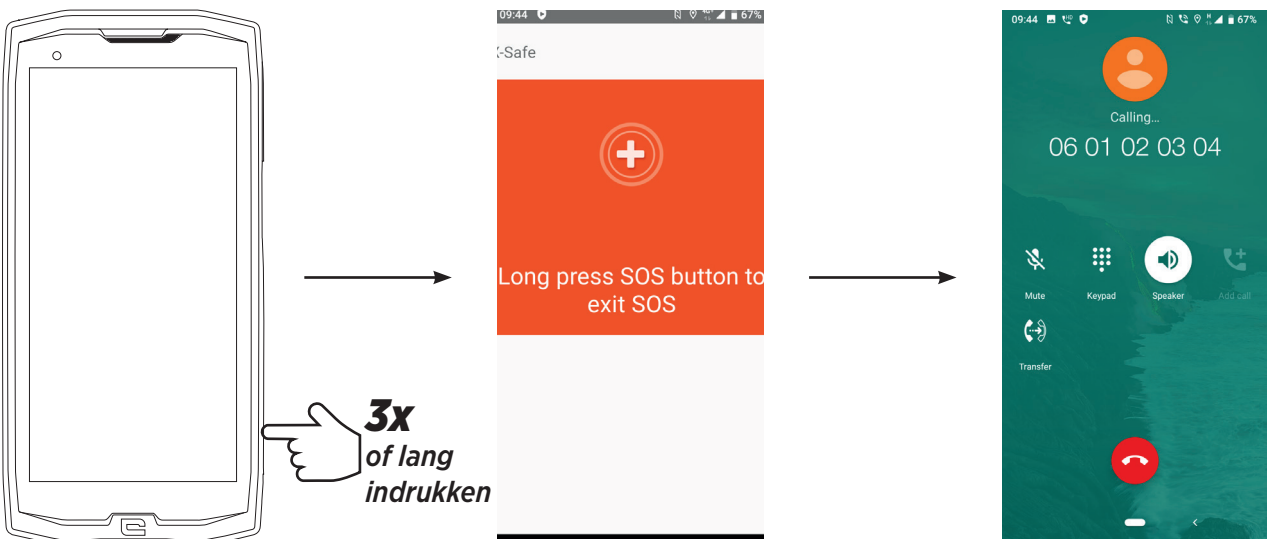 3x
of lang
indrukken
09:44 67%
X-Safe
Long press SOS button to
exit SOS
09:44 67%
Calling...
06 01 02 03 04
Mute Keypad Speaker Add call
Transfer